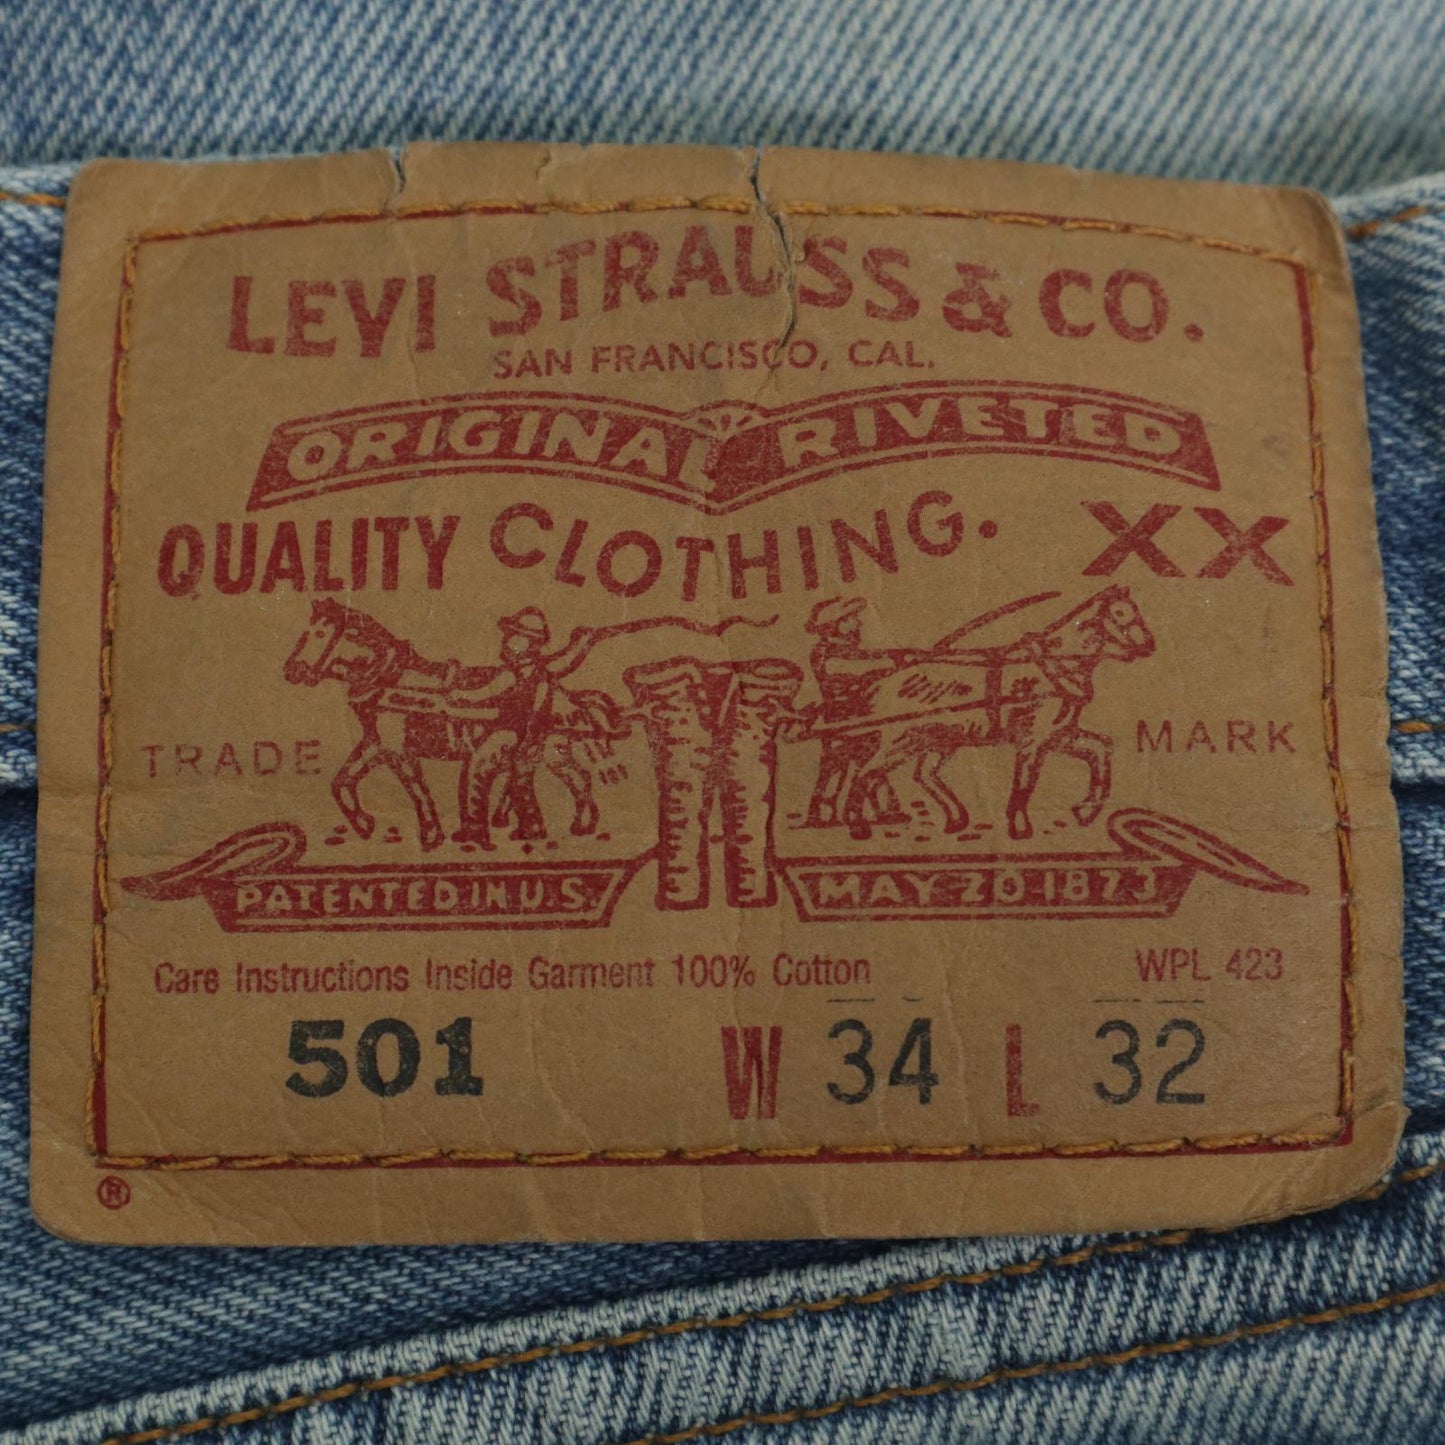 LEVI STRAUSS & CO.
SAN FRANCISCO, CAL.
ORIGINAL RIVETED
QUALITY CLOTHING. XX
TRADE MARK
PATENTED IN U.S. MAY 20 1873
Care Instructions Inside Garment 100% Cotton WPL 423
501 W 34 L 32
®